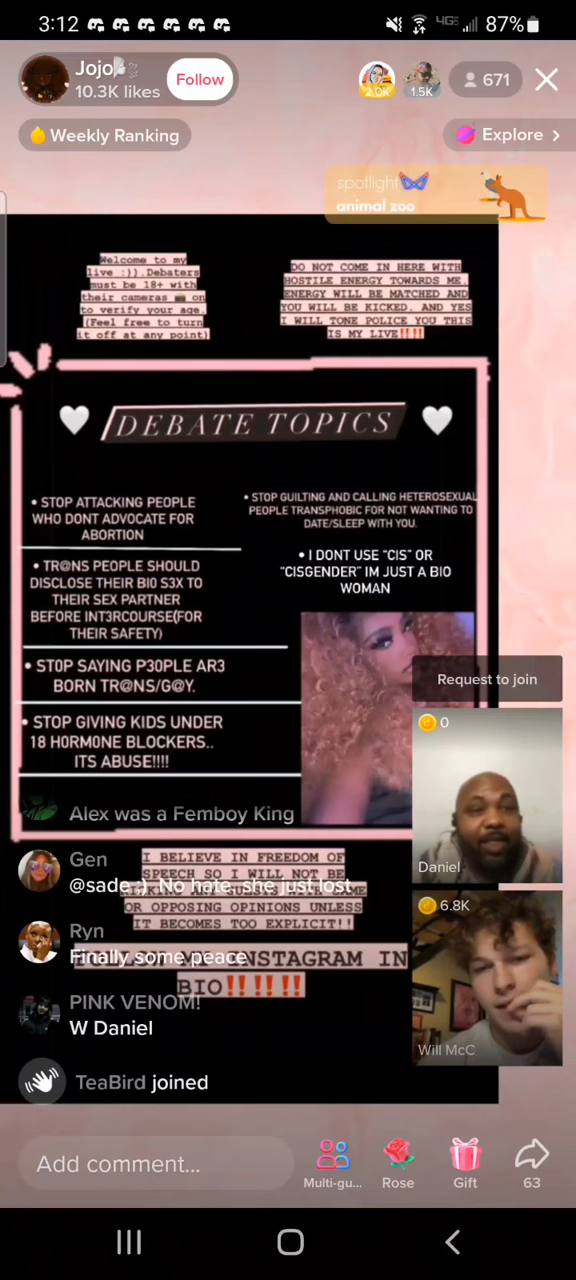 3:12
4GE
87%
Jojo
10.3K likes
Follow
2.0K
1.5K
671
Weekly Ranking
Explore >
spotlight
animal zoo
Welcome to my
live :)).Debaters
must be 18+ with
their cameras 📷 on
to verify your age.
(Feel free to turn
it off at any point)
DO NOT COME IN HERE WITH
HOSTILE ENERGY TOWARDS ME.
ENERGY WILL BE MATCHED AND
YOU WILL BE KICKED. AND YES
I WILL TONE POLICE YOU THIS
IS MY LIVE‼️‼️
DEBATE TOPICS
• STOP ATTACKING PEOPLE
WHO DONT ADVOCATE FOR
ABORTION
• TR@NS PEOPLE SHOULD
DISCLOSE THEIR BI0 S3X TO
THEIR SEX PARTNER
BEFORE INT3RCOURSE(FOR
THEIR SAFETY)
• ST0P SAYING P30PLE AR3
BORN TR@NS/G@Y.
• STOP GIVING KIDS UNDER
18 H0RM0NE BLOCKERS..
ITS ABUSE!!!!
• STOP GUILTING AND CALLING HETEROSEXUAL
PEOPLE TRANSPHOBIC FOR NOT WANTING TO
DATE/SLEEP WITH YOU.
• I DONT USE "CIS" OR
"CISGENDER" IM JUST A BIO
WOMAN
Request to join
0
Daniel
6.8K
Will McC
Alex was a Femboy King
I BELIEVE IN FREEDOM OF
SPEECH SO I WILL NOT BE
OR OPPOSING OPINIONS UNLESS
IT BECOMES TOO EXPLICIT!!
INSTAGRAM IN
BIO‼️‼️‼️
Gen
@sade :) No hate, she just lost
Ryn
Finally some peace
PINK VENOM!
W Daniel
TeaBird joined
Add comment...
Multi-gu...
Rose
Gift
63